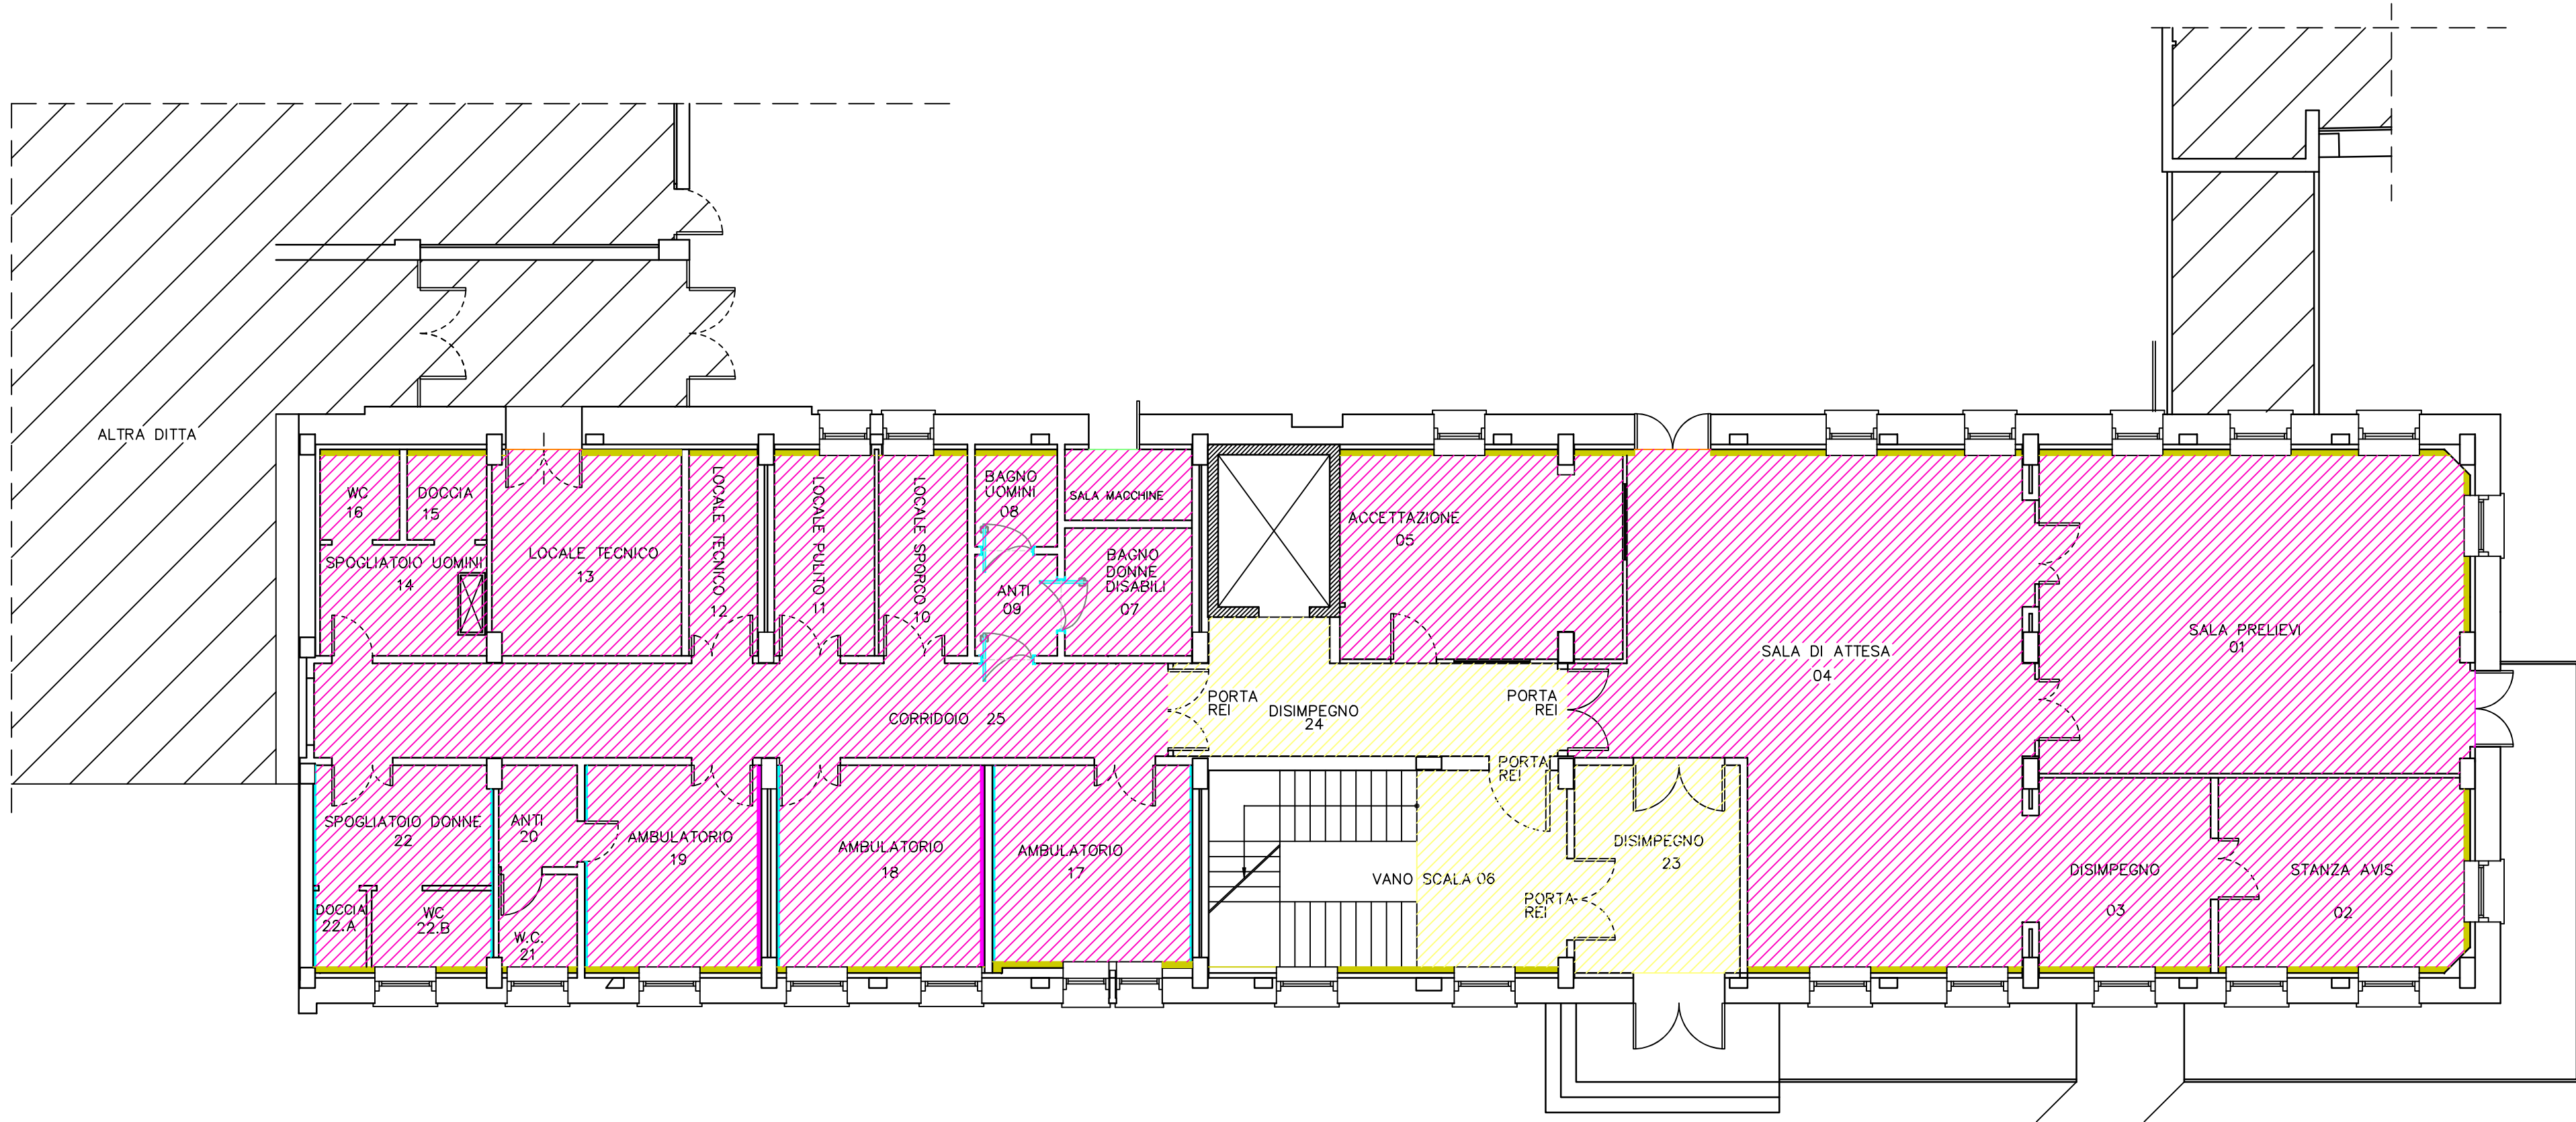 ALTRA DITTA
WC
16
DOCCIA
15
SPOGLIATOIO UOMINI
14
LOCALE TECNICO
13
LOCALE TECNICO
12
LOCALE PULITO
11
LOCALE SPORCO
10
BAGNO
UOMINI
08
SALA MACCHINE
ANTI
09
BAGNO
DONNE
DISABILI
07
ACCETTAZIONE
05
SALA DI ATTESA
04
SALA PRELIEVI
01
CORRIDOIO 25
PORTA
REI
DISIMPEGNO
24
PORTA
REI
PORTA
REI
SPOGLIATOIO DONNE
22
DOCCIA
22.A
WC
22.B
ANTI
20
W.C.
21
AMBULATORIO
19
AMBULATORIO
18
AMBULATORIO
17
VANO SCALA 06
PORTA
REI
DISIMPEGNO
23
DISIMPEGNO
03
STANZA AVIS
02